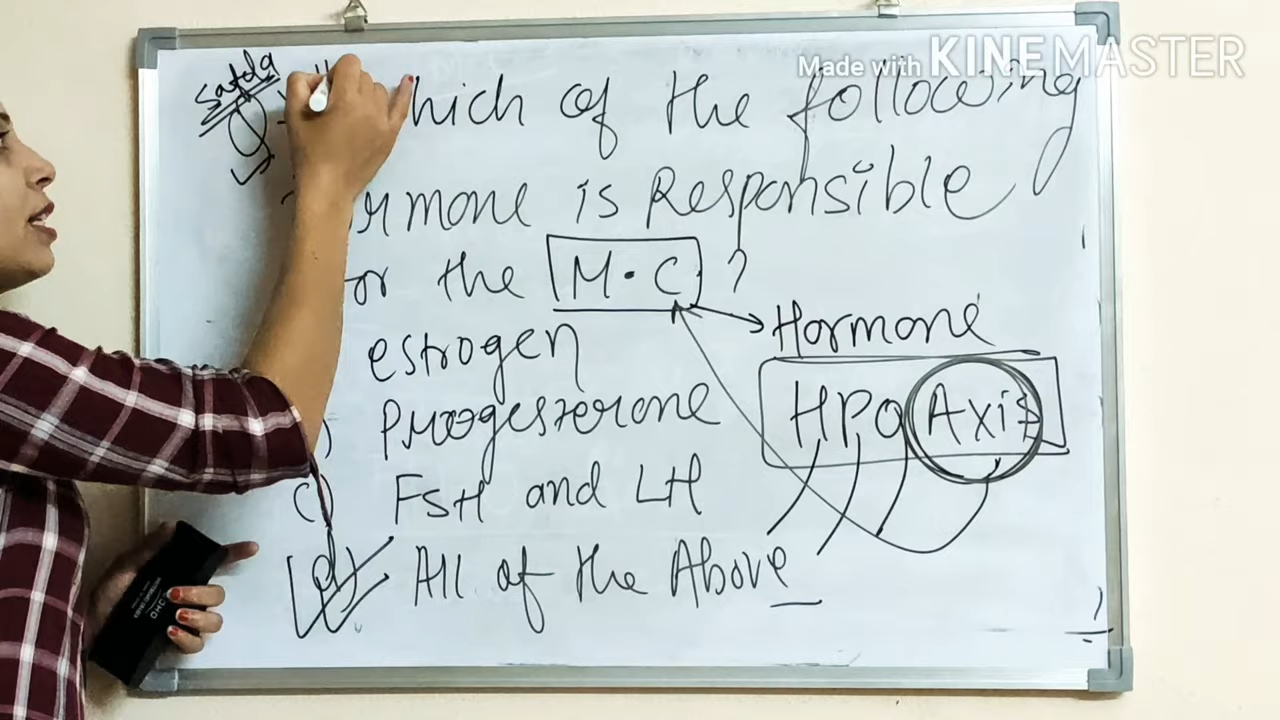 Made with KINEMASTER
Safola
hich of the following
rmone is Responsible
or the M.C ?
Hormone
estrogen
HPO Axis
Progesterone
c) FSH and LH
d) All of the Above